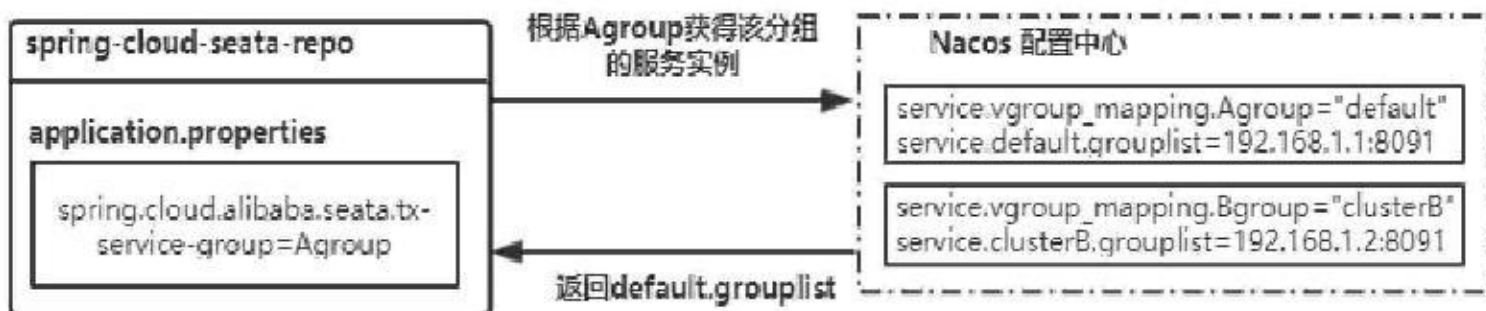 spring-cloud-seata-repo
application.properties
spring.cloud.alibaba.seata.tx-
service-group=Agroup
根据Agroup获得该分组
的服务实例
返回default.grouplist
Nacos 配置中心
service.vgroup_mapping.Agroup="default"
service.default.grouplist=192.168.1.1:8091
service.vgroup_mapping.Bgroup="clusterB"
service.clusterB.grouplist=192.168.1.2:8091